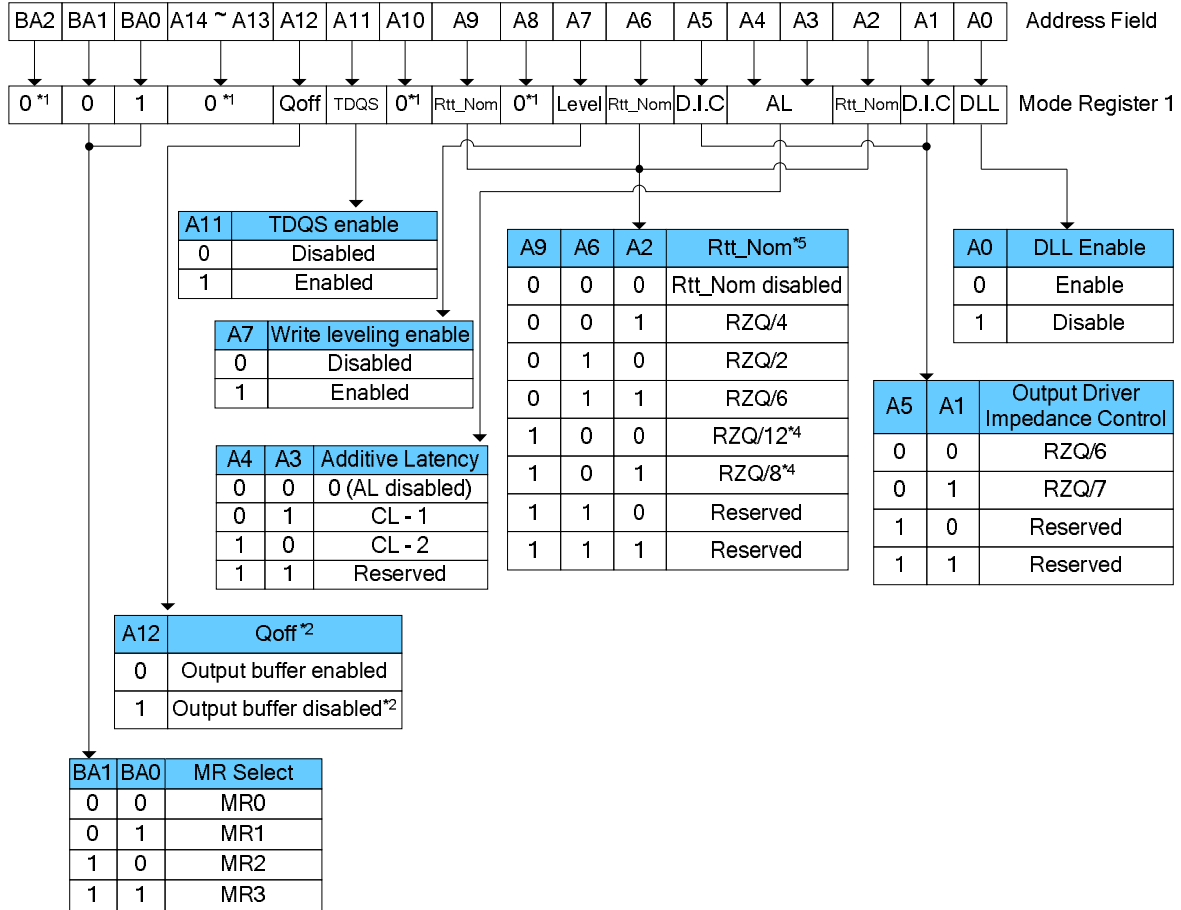 BA2 BA1 BA0 A14 ~ A13 A12 A11 A10 A9 A8 A7 A6 A5 A4 A3 A2 A1 A0 Address Field
0*1 0 1 0*1 Qoff TDQS 0*1 Rtt_Nom 0*1 Level Rtt_Nom D.I.C AL Rtt_Nom D.I.C DLL Mode Register 1
A11 TDQS enable
0 Disabled
1 Enabled
A7 Write leveling enable
0 Disabled
1 Enabled
A4 A3 Additive Latency
0 0 0 (AL disabled)
0 1 CL - 1
1 0 CL - 2
1 1 Reserved
A9 A6 A2 Rtt_Nom*5
0 0 0 Rtt_Nom disabled
0 0 1 RZQ/4
0 1 0 RZQ/2
0 1 1 RZQ/6
1 0 0 RZQ/12*4
1 0 1 RZQ/8*4
1 1 0 Reserved
1 1 1 Reserved
A0 DLL Enable
0 Enable
1 Disable
A5 A1 Output Driver
Impedance Control
0 0 RZQ/6
0 1 RZQ/7
1 0 Reserved
1 1 Reserved
A12 Qoff*2
0 Output buffer enabled
1 Output buffer disabled*2
BA1 BA0 MR Select
0 0 MR0
0 1 MR1
1 0 MR2
1 1 MR3